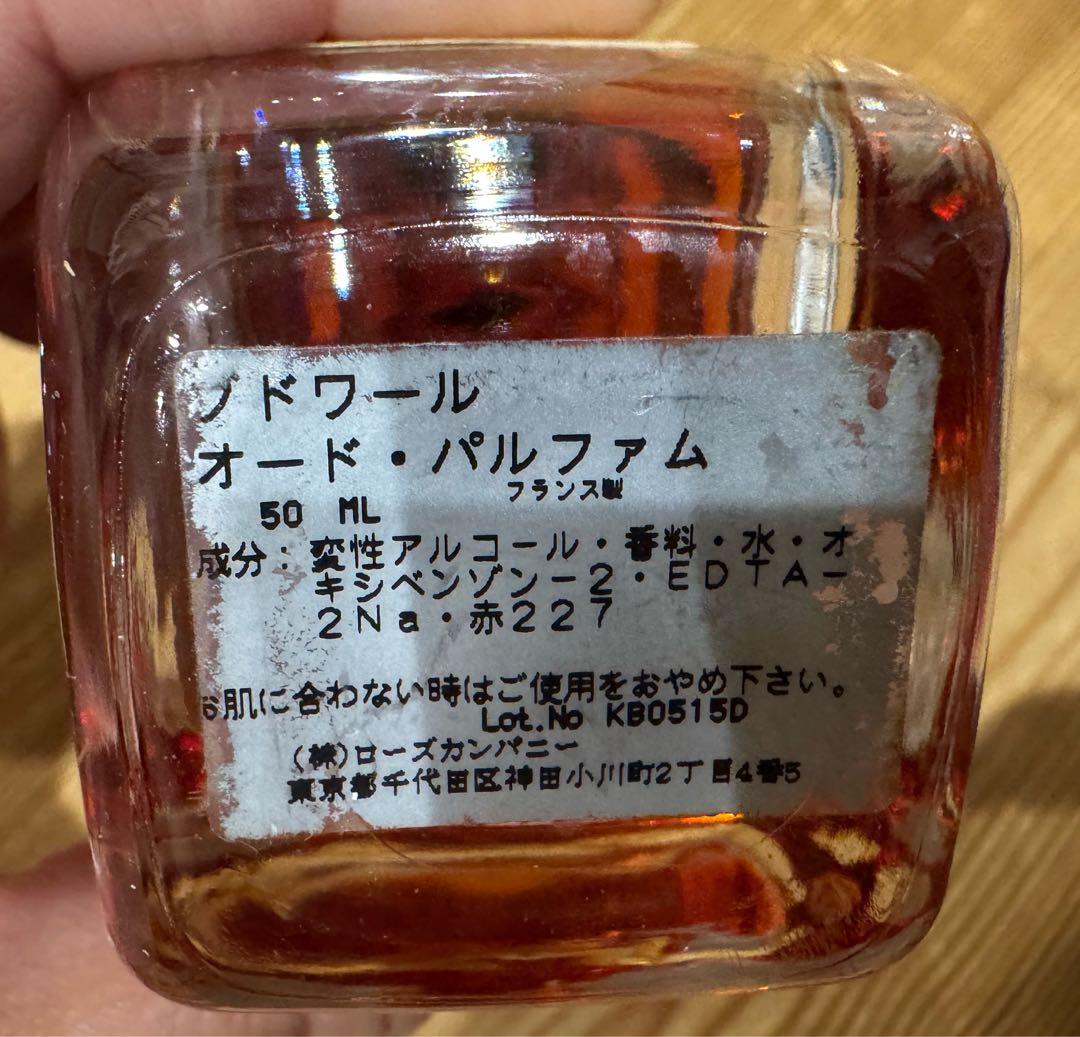 ノドワール
オード・パルファム
フランス製
50 ML
成分：変性アルコール・香料・水・オ
キシベンゾン－２・ＥＤＴＡ－
２Ｎａ・赤２２７
お肌に合わない時はご使用をおやめ下さい。
Lot.No KB0515D
(株)ローズカンパニー
東京都千代田区神田小川町2丁目4番5